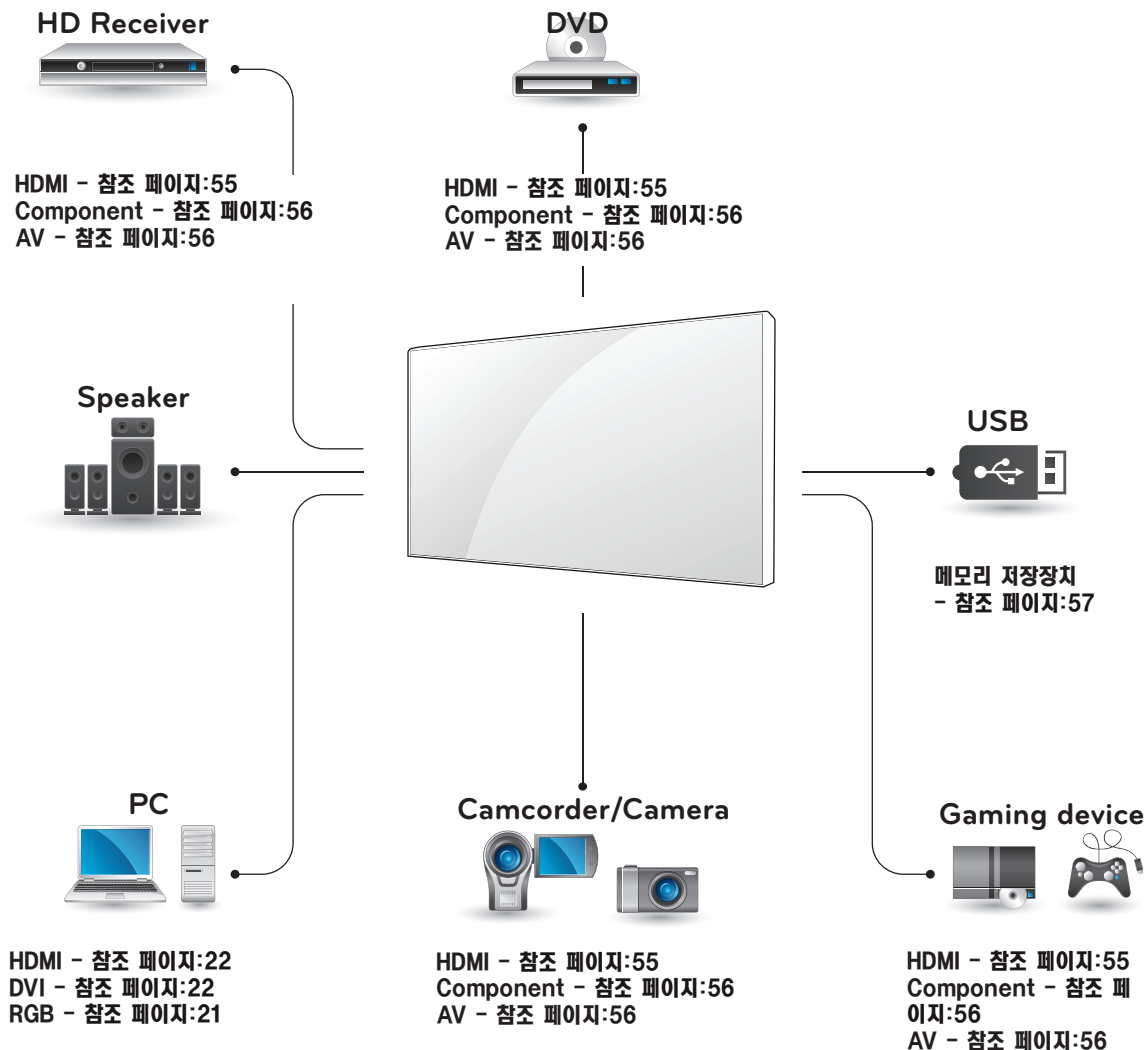 HD Receiver
HDMI - 참조 페이지:55
Component - 참조 페이지:56
AV - 참조 페이지:56
DVD
HDMI - 참조 페이지:55
Component - 참조 페이지:56
AV - 참조 페이지:56
Speaker
USB
메모리 저장장치
- 참조 페이지:57
PC
HDMI - 참조 페이지:22
DVI - 참조 페이지:22
RGB - 참조 페이지:21
Camcorder/Camera
HDMI - 참조 페이지:55
Component - 참조 페이지:56
AV - 참조 페이지:56
Gaming device
HDMI - 참조 페이지:55
Component - 참조 페
이지:56
AV - 참조 페이지:56